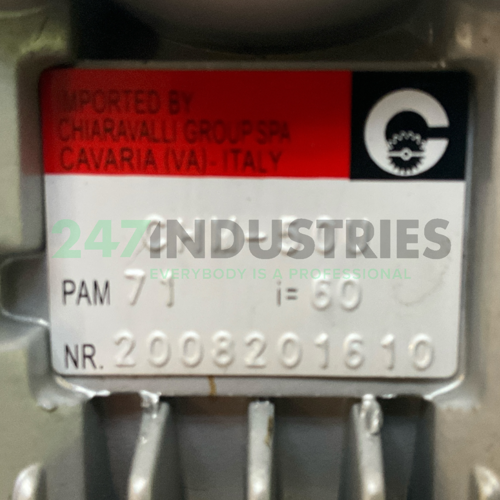 IMPORTED BY
CHIARAVALLI GROUP SPA
CAVARIA (VA) - ITALY
247INDUSTRIES
EVERYBODY IS A PROFESSIONAL
PAM 71 i= 60
NR. 2008201610